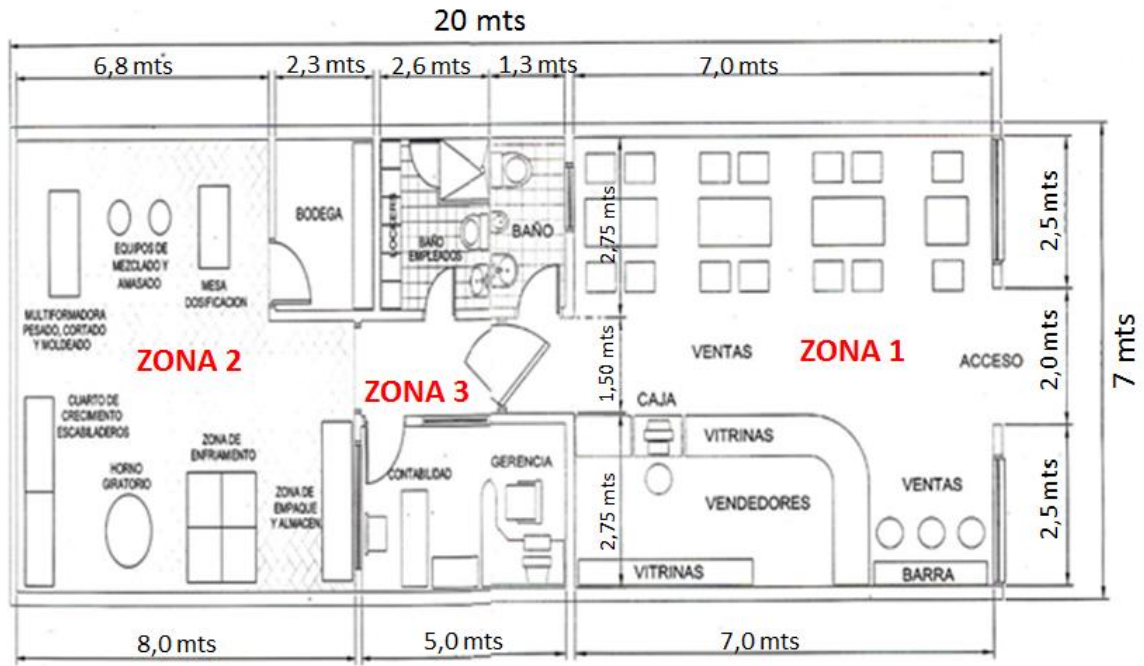 20 mts
6,8 mts
2,3 mts
2,6 mts
1,3 mts
7,0 mts
BODEGA
LOCKERS
BAÑO
EMPLEADOS
BAÑO
2,75 mts
2,5 mts
EQUIPOS DE
MEZCLADO Y
AMASADO
MESA
DOSIFICACION
MULTIFORMADORA
PESADO, CORTADO
Y MOLDEADO
ZONA 2
ZONA 3
1,50 mts
VENTAS
ZONA 1
ACCESO
2,0 mts
7 mts
CUARTO DE
CRECIMIENTO
ESCABILADEROS
ZONA DE
ENFRIAMIENTO
HORNO
GIRATORIO
ZONA DE
EMPAQUE
Y ALMACEN
CONTABILIDAD
GERENCIA
CAJA
VITRINAS
2,75 mts
VENDEDORES
VENTAS
2,5 mts
VITRINAS
BARRA
8,0 mts
5,0 mts
7,0 mts